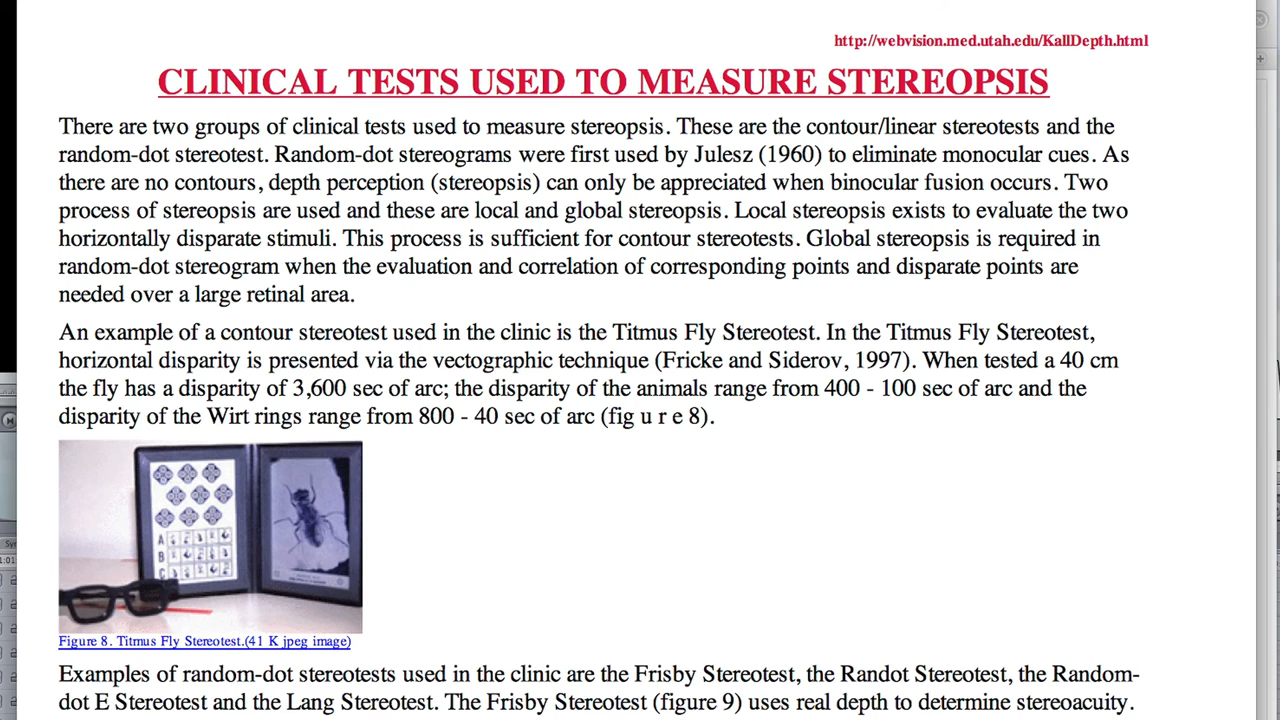 http://webvision.med.utah.edu/KallDepth.html
CLINICAL TESTS USED TO MEASURE STEREOPSIS
There are two groups of clinical tests used to measure stereopsis. These are the contour/linear stereotests and the
random-dot stereotest. Random-dot stereograms were first used by Julesz (1960) to eliminate monocular cues. As
there are no contours, depth perception (stereopsis) can only be appreciated when binocular fusion occurs. Two
process of stereopsis are used and these are local and global stereopsis. Local stereopsis exists to evaluate the two
horizontally disparate stimuli. This process is sufficient for contour stereotests. Global stereopsis is required in
random-dot stereogram when the evaluation and correlation of corresponding points and disparate points are
needed over a large retinal area.
An example of a contour stereotest used in the clinic is the Titmus Fly Stereotest. In the Titmus Fly Stereotest,
horizontal disparity is presented via the vectographic technique (Fricke and Siderov, 1997). When tested a 40 cm
the fly has a disparity of 3,600 sec of arc; the disparity of the animals range from 400 - 100 sec of arc and the
disparity of the Wirt rings range from 800 - 40 sec of arc (fig u r e 8).
A
B
C
Figure 8. Titmus Fly Stereotest.(41 K jpeg image)
Examples of random-dot stereotests used in the clinic are the Frisby Stereotest, the Randot Stereotest, the Random-
dot E Stereotest and the Lang Stereotest. The Frisby Stereotest (figure 9) uses real depth to determine stereoacuity.